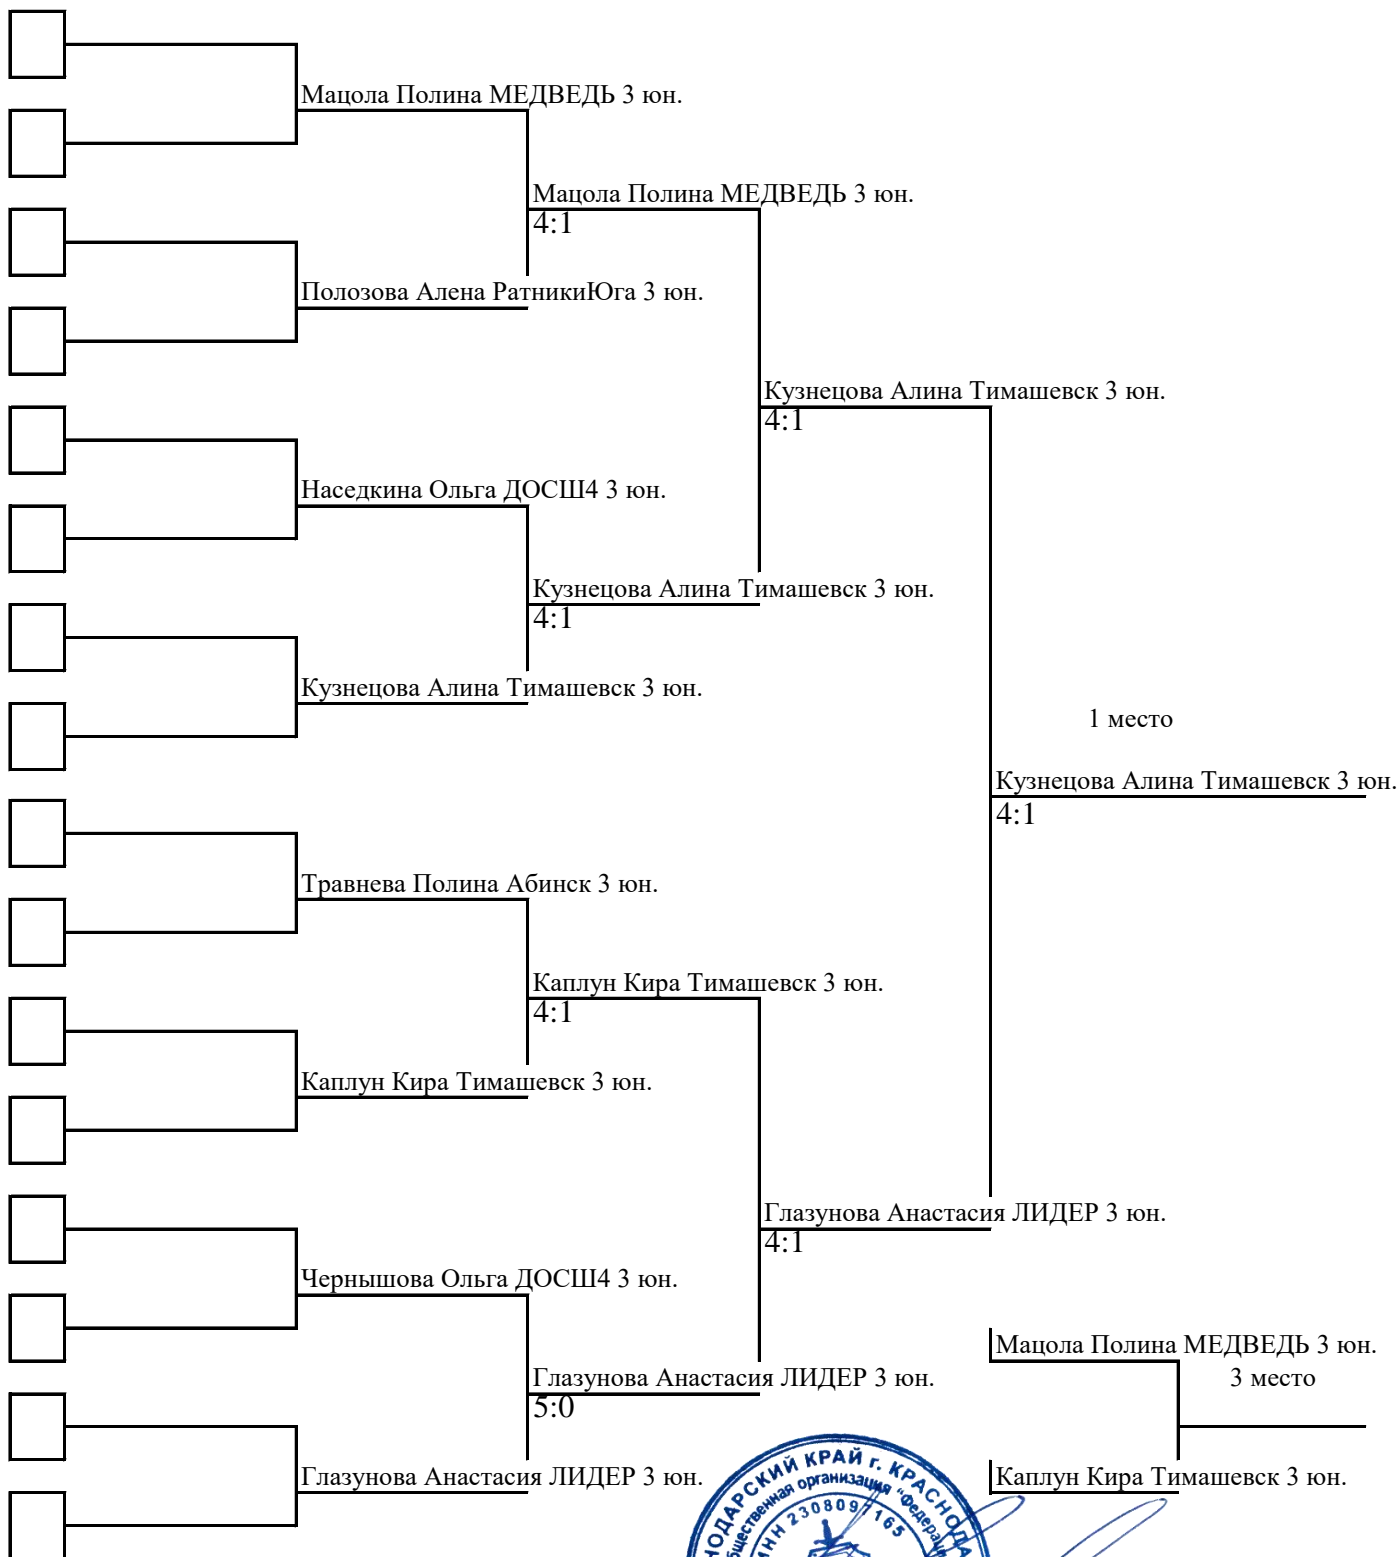 Мацола Полина МЕДВЕДЬ 3 юн.
Мацола Полина МЕДВЕДЬ 3 юн.
4:1
Полозова Алена РатникиЮга 3 юн.
Кузнецова Алина Тимашевск 3 юн.
4:1
Наседкина Ольга ДОСШ4 3 юн.
Кузнецова Алина Тимашевск 3 юн.
4:1
Кузнецова Алина Тимашевск 3 юн.
1 место
Кузнецова Алина Тимашевск 3 юн.
4:1
Травнева Полина Абинск 3 юн.
Каплун Кира Тимашевск 3 юн.
4:1
Каплун Кира Тимашевск 3 юн.
Глазунова Анастасия ЛИДЕР 3 юн.
4:1
Чернышова Ольга ДОСШ4 3 юн.
Мацола Полина МЕДВЕДЬ 3 юн.
Глазунова Анастасия ЛИДЕР 3 юн.
3 место
5:0
Глазунова Анастасия ЛИДЕР 3 юн.
Каплун Кира Тимашевск 3 юн.
КРАЙ г.
организация
ИНН 2308097165